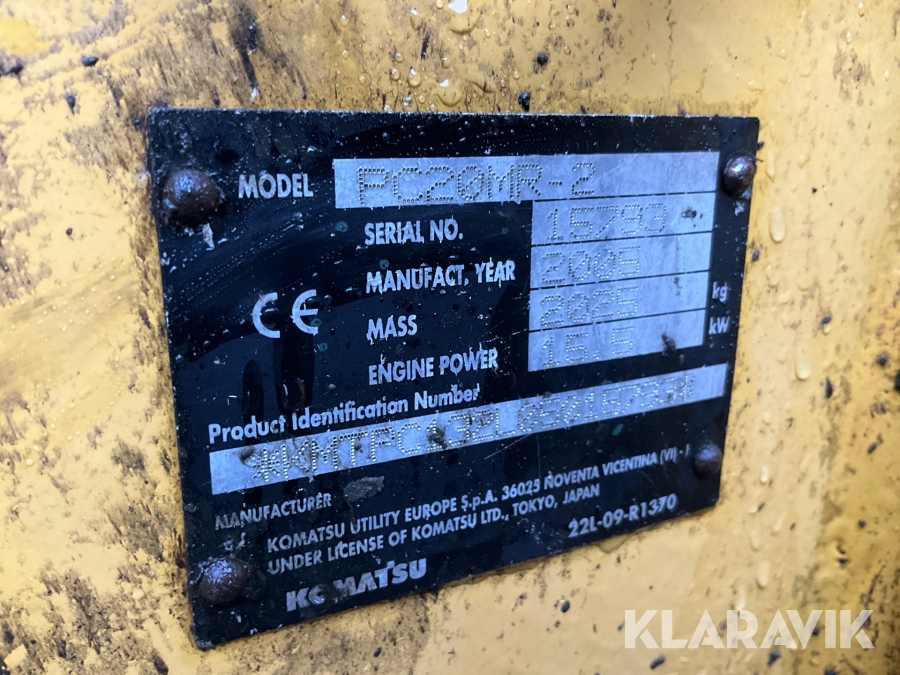 MODEL PC20MR-2
SERIAL NO. 15793
MANUFACT. YEAR 2005
MASS 2025 kg
ENGINE POWER 15.5 kW
CE
Product Identification Number
MANUFACTURER
KOMATSU UTILITY EUROPE S.p.A. 36025 NOVENTA VICENTINA (VI) - I
UNDER LICENSE OF KOMATSU LTD., TOKYO, JAPAN
22L-09-R1370
KOMATSU
KLARAVIK